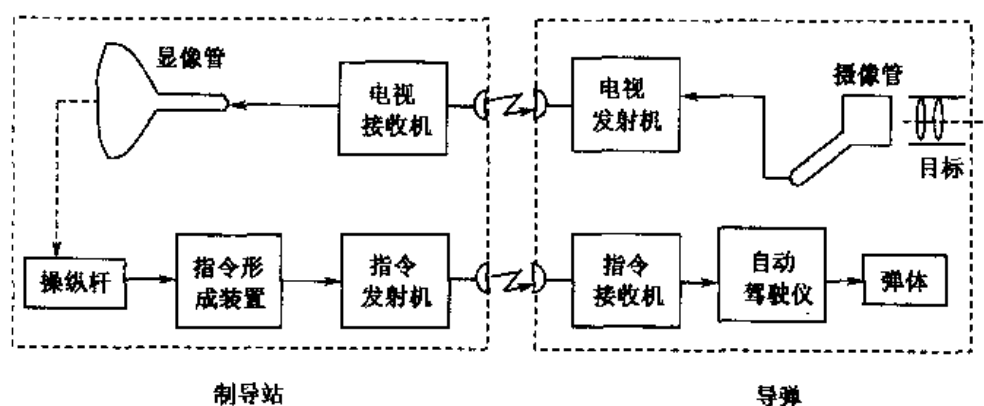 显像管
电视
接收机
电视
发射机
摄像管
目标
操纵杆
指令形
成装置
指令
发射机
指令
接收机
自动
驾驶仪
弹体
制导站
导弹